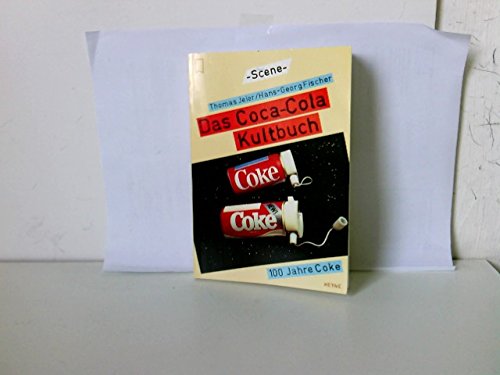 -Scene-
Thomas Jeier/Hans-Georg Fischer
Das Coca-Cola
Kultbuch
Coke
Coke
100 Jahre Coke
HEYNE